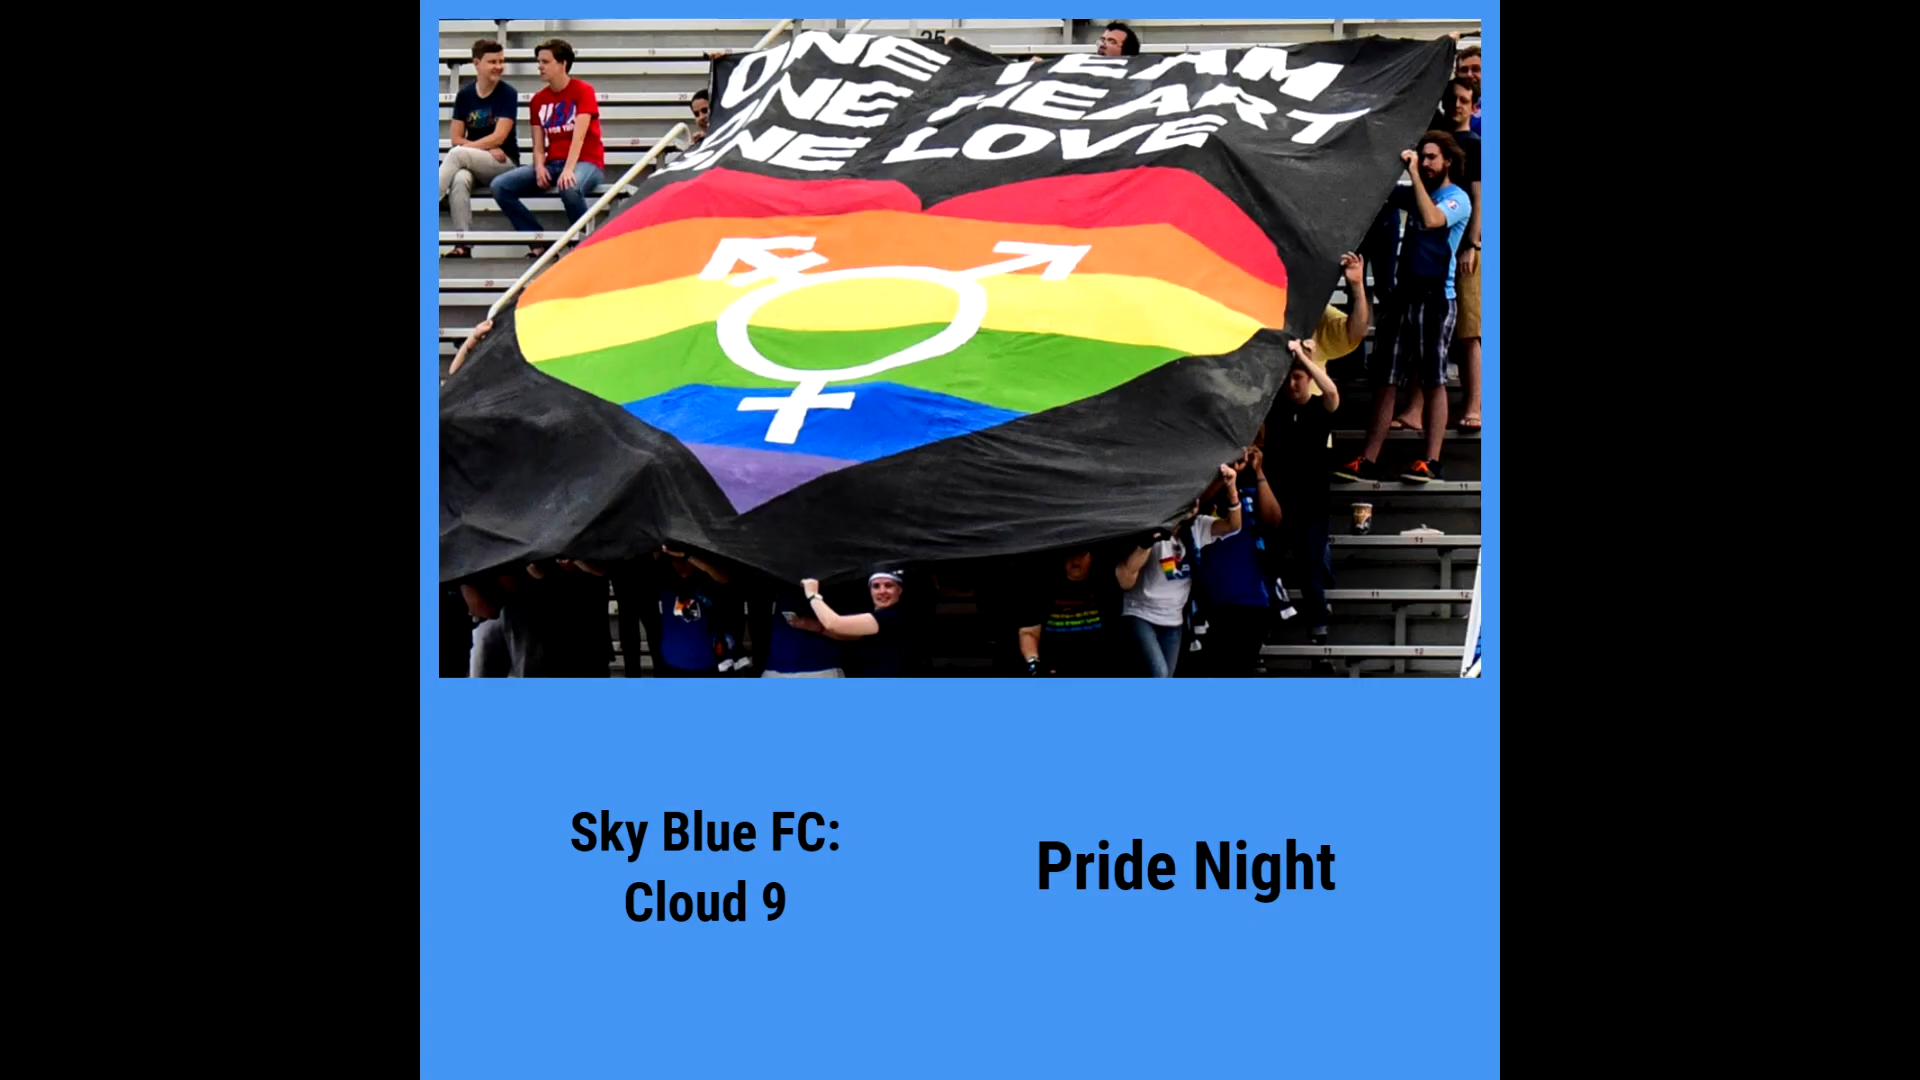 ONE TEAM
ONE HEART
ONE LOVE
Sky Blue FC:
Cloud 9
Pride Night